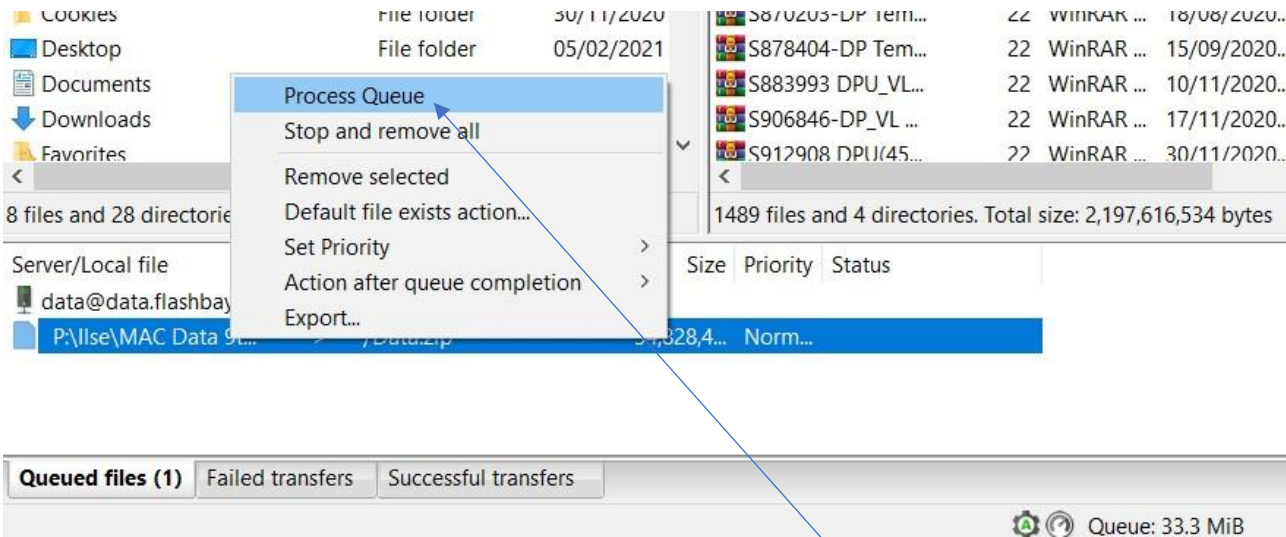 Cookies File folder 30/11/2020 S870203-DP Tem... 22 WinRAR ... 18/08/2020..
Desktop File folder 05/02/2021 S878404-DP Tem... 22 WinRAR ... 15/09/2020..
Documents S883993 DPU_VL... 22 WinRAR ... 10/11/2020..
Downloads S906846-DP_VL ... 22 WinRAR ... 17/11/2020..
Favorites S912908 DPU(45... 22 WinRAR ... 30/11/2020..
Process Queue
Stop and remove all
Remove selected
Default file exists action...
Set Priority
Action after queue completion
Export...
8 files and 28 directorie 1489 files and 4 directories. Total size: 2,197,616,534 bytes
Server/Local file Size Priority Status
data@data.flashbay
P:\Ilse\MAC Data 9t... > /Data.zip 34,828,4... Norm...
Queued files (1) Failed transfers Successful transfers
Queue: 33.3 MiB